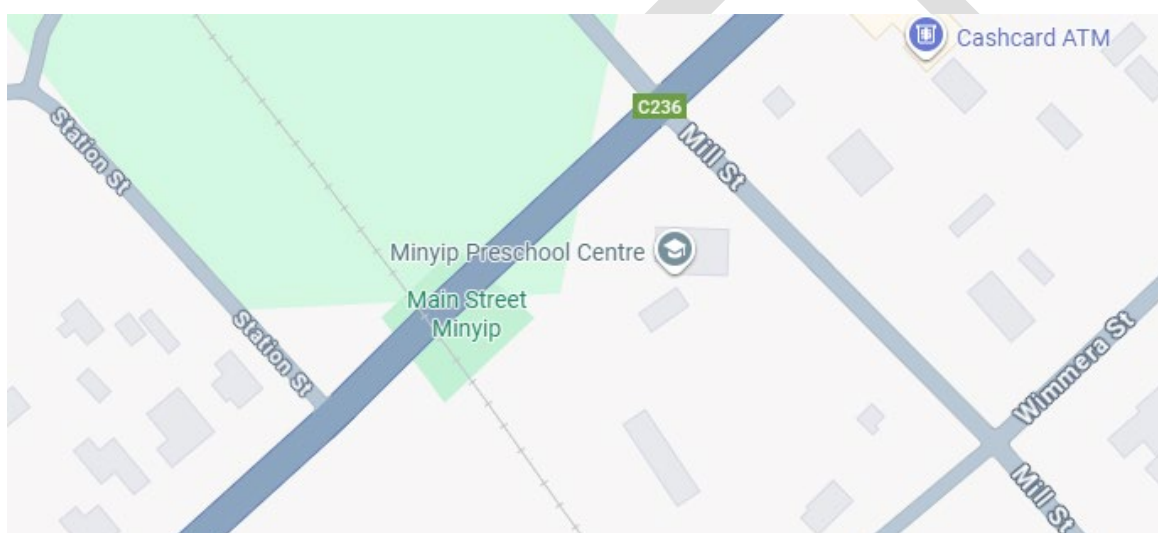 Cashcard ATM
C236
Station St
Mill St
Minyip Preschool Centre
Main Street
Minyip
Station St
Wimmera St
Mill St